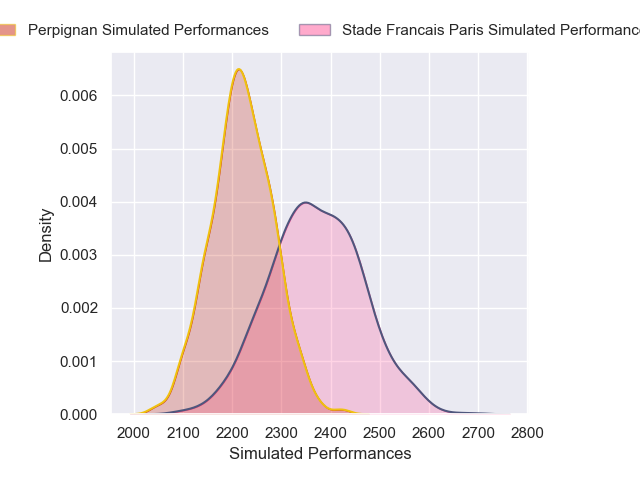 Perpignan Simulated Performances
Stade Francais Paris Simulated Performanc
0.006
0.005
0.004
0.003
0.002
0.001
0.000
Density
2000 2100 2200 2300 2400 2500 2600 2700 2800
Simulated Performances